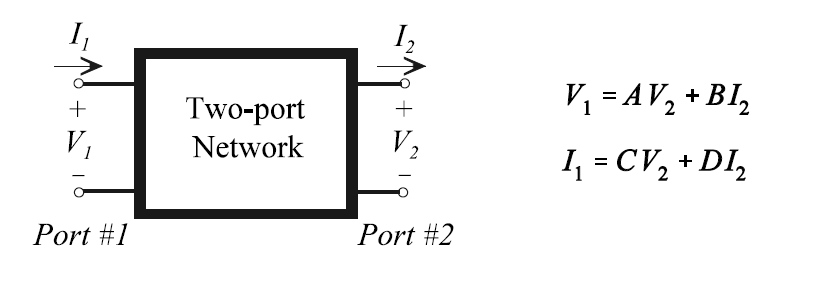 I₁ I₂
+ Two-port + V₁ = AV₂ + BI₂
V₁ Network V₂ I₁ = CV₂ + DI₂
− −
Port #1 Port #2